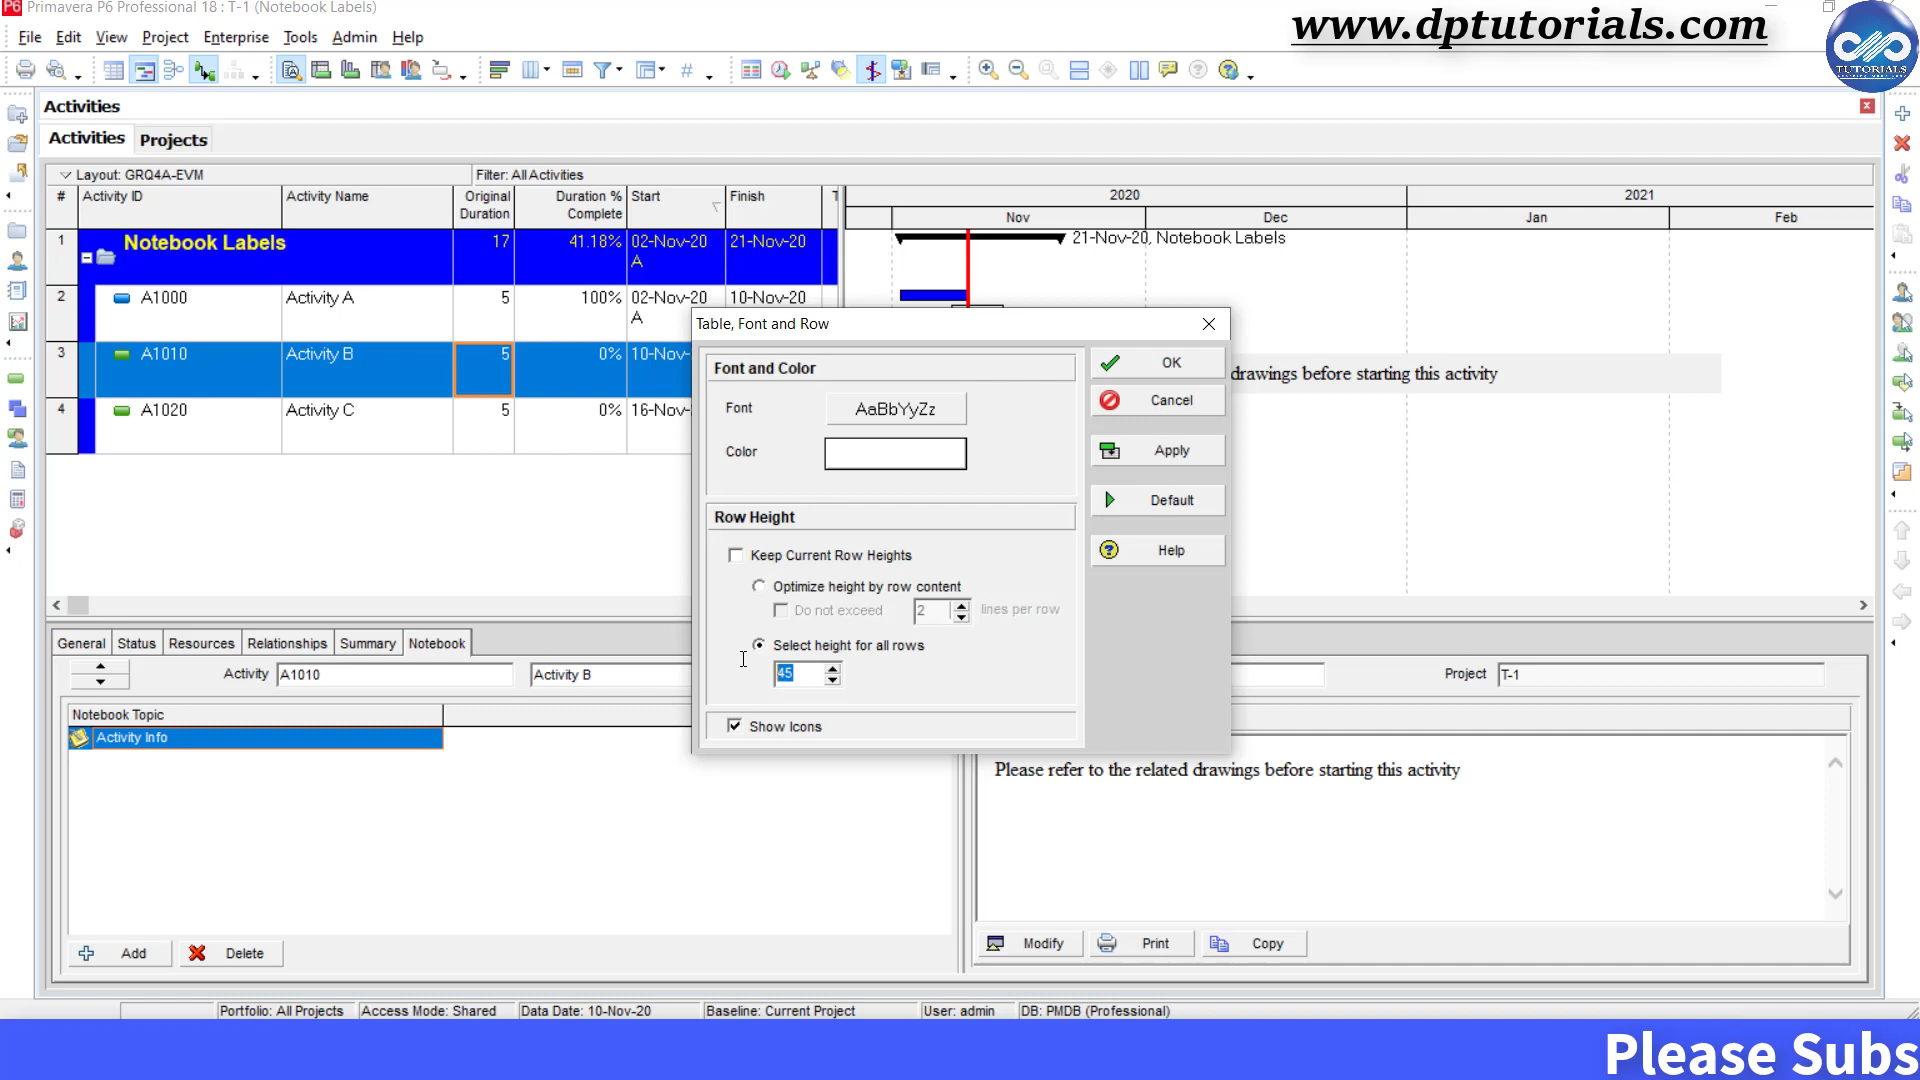 P6 Primavera P6 Professional 18 : T-1 (Notebook Labels)
www.dptutorials.com
TUTORIALS
File Edit View Project Enterprise Tools Admin Help
Activities
Activities Projects
Layout: GRQ4A-EVM Filter: All Activities
# Activity ID Activity Name Original Duration Duration % Complete Start Finish T
2020 2021
Nov Dec Jan Feb
1 Notebook Labels 17 41.18% 02-Nov-20 A 21-Nov-20
21-Nov-20, Notebook Labels
2 A1000 Activity A 5 100% 02-Nov-20 A 10-Nov-20
3 A1010 Activity B 5 0% 10-Nov-
drawings before starting this activity
4 A1020 Activity C 5 0% 16-Nov-
Table, Font and Row
Font and Color
Font AaBbYyZz
Color
Row Height
Keep Current Row Heights
Optimize height by row content
Do not exceed 2 lines per row
Select height for all rows
45
Show Icons
OK
Cancel
Apply
Default
Help
General Status Resources Relationships Summary Notebook
Activity A1010 Activity B Project T-1
Notebook Topic
Activity Info
Please refer to the related drawings before starting this activity
Add Delete
Modify Print Copy
Portfolio: All Projects Access Mode: Shared Data Date: 10-Nov-20 Baseline: Current Project User: admin DB: PMDB (Professional)
Please Subs